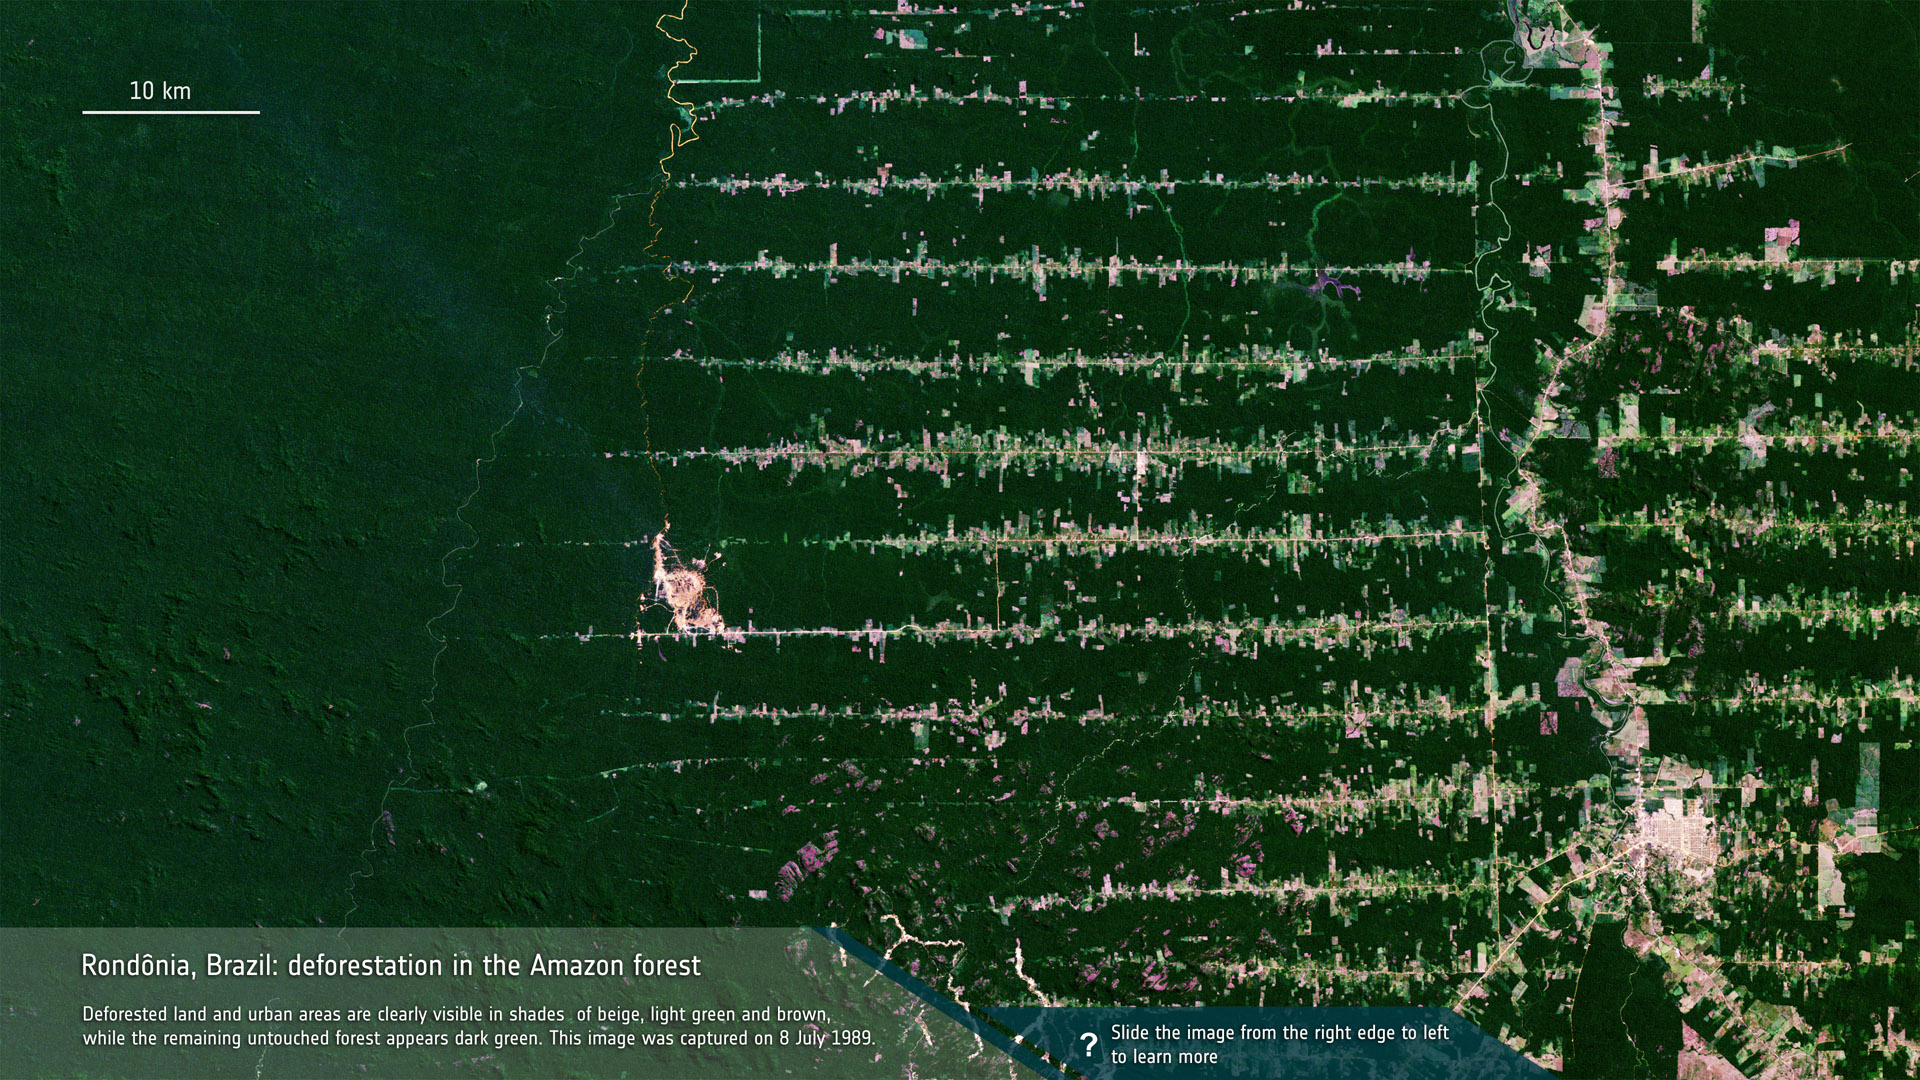 10 km
Rondônia, Brazil: deforestation in the Amazon forest
Deforested land and urban areas are clearly visible in shades of beige, light green and brown,
while the remaining untouched forest appears dark green. This image was captured on 8 July 1989.
? Slide the image from the right edge to left
to learn more